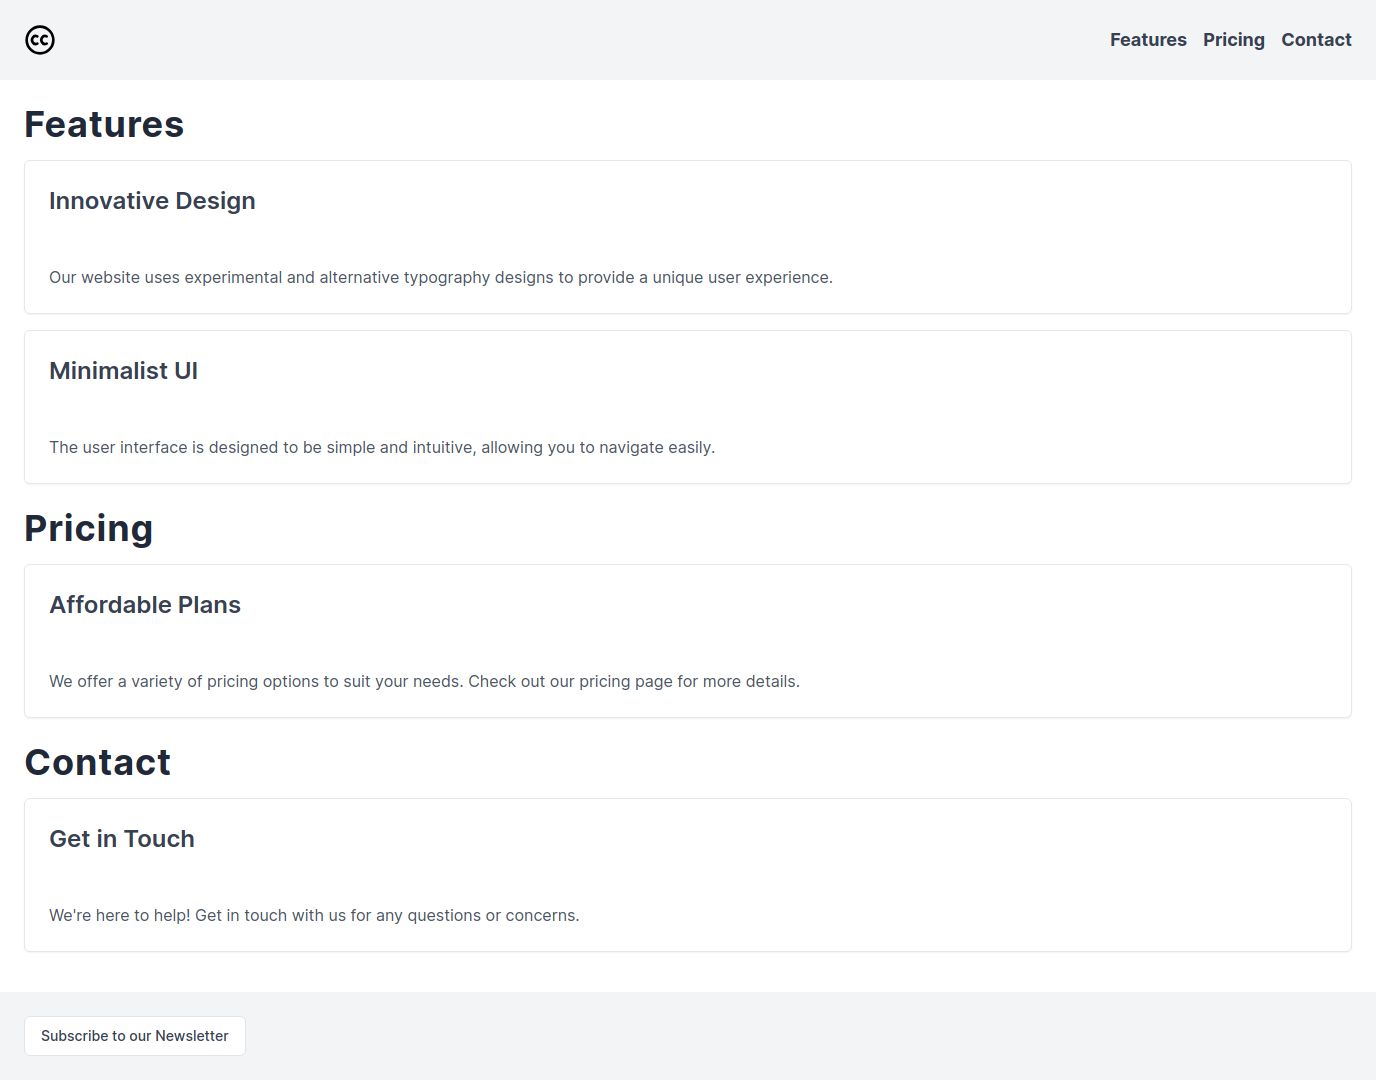 CC
Features Pricing Contact
Features
Innovative Design
Our website uses experimental and alternative typography designs to provide a unique user experience.
Minimalist UI
The user interface is designed to be simple and intuitive, allowing you to navigate easily.
Pricing
Affordable Plans
We offer a variety of pricing options to suit your needs. Check out our pricing page for more details.
Contact
Get in Touch
We're here to help! Get in touch with us for any questions or concerns.
Subscribe to our Newsletter